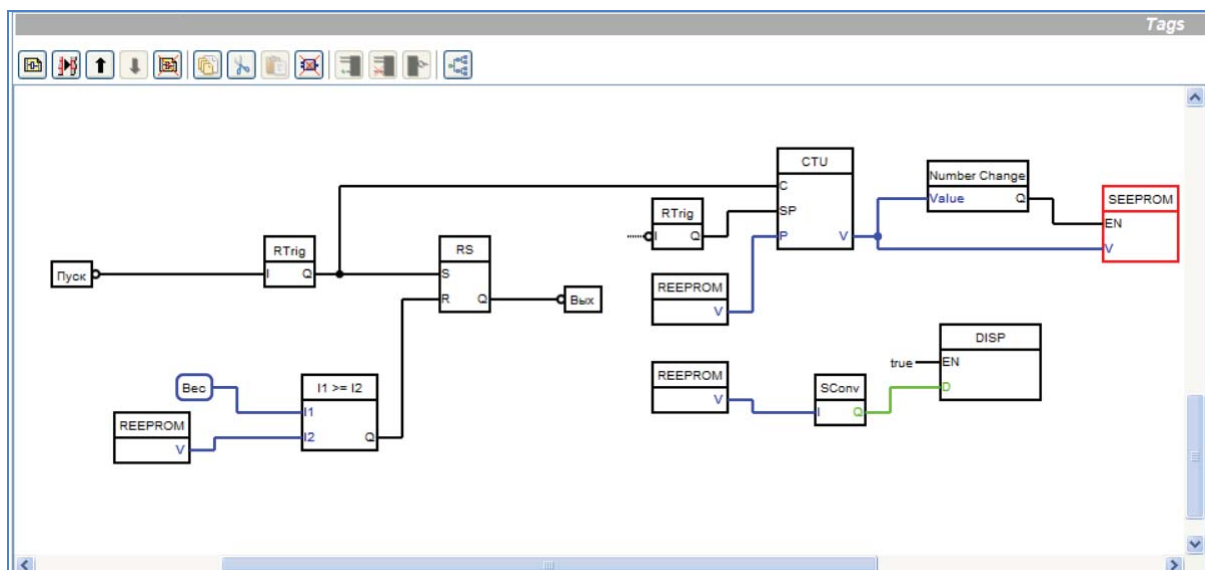 Tags
CTU
C
SP
P V
Number Change
Value Q
SEEPROM
EN
V
RTrig
I Q
RTrig
I Q
RS
S
R Q
Пуск
Вых
REEPROM
V
DISP
true EN
D
REEPROM
V
SConv
I Q
Вес
I1 >= I2
I1
I2 Q
REEPROM
V